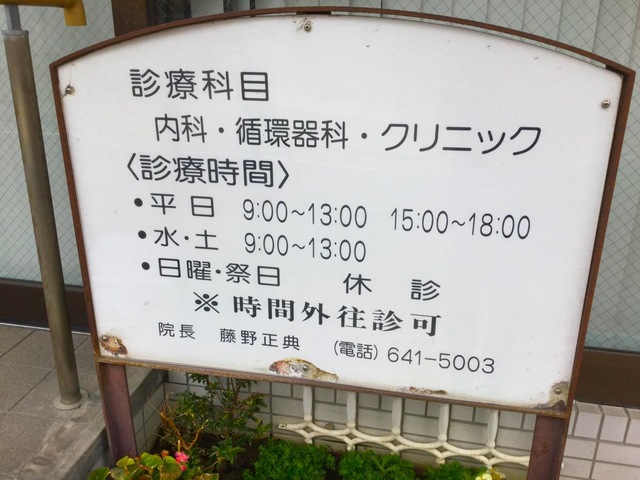 診療科目
内科・循環器科・クリニック
〈診療時間〉
•平日 9:00~13:00 15:00~18:00
•水・土 9:00~13:00
•日曜・祭日 休診
※時間外往診可
院長 藤野正典 (電話) 641-5003